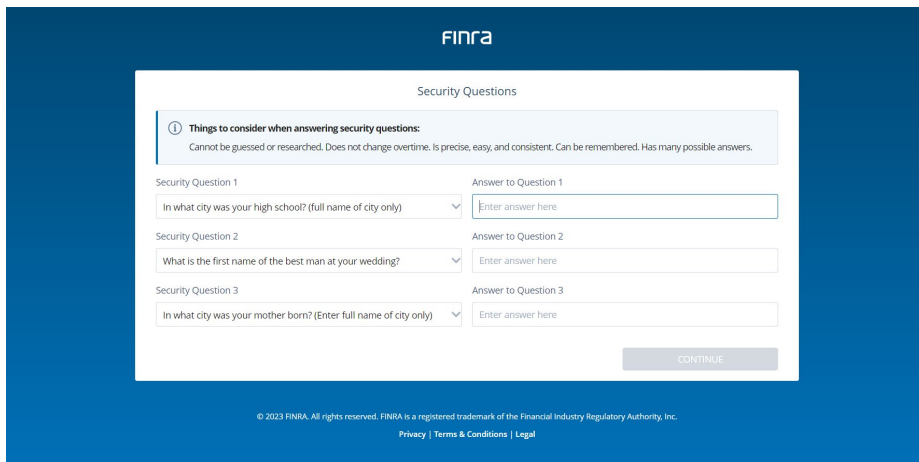 FINra
Security Questions
Things to consider when answering security questions:
Cannot be guessed or researched. Does not change overtime. Is precise, easy, and consistent. Can be remembered. Has many possible answers.
Security Question 1
Answer to Question 1
In what city was your high school? (full name of city only)
Enter answer here
Security Question 2
Answer to Question 2
What is the first name of the best man at your wedding?
Enter answer here
Security Question 3
Answer to Question 3
In what city was your mother born? (Enter full name of city only)
Enter answer here
CONTINUE
© 2023 FINRA. All rights reserved. FINRA is a registered trademark of the Financial Industry Regulatory Authority, Inc.
Privacy | Terms & Conditions | Legal